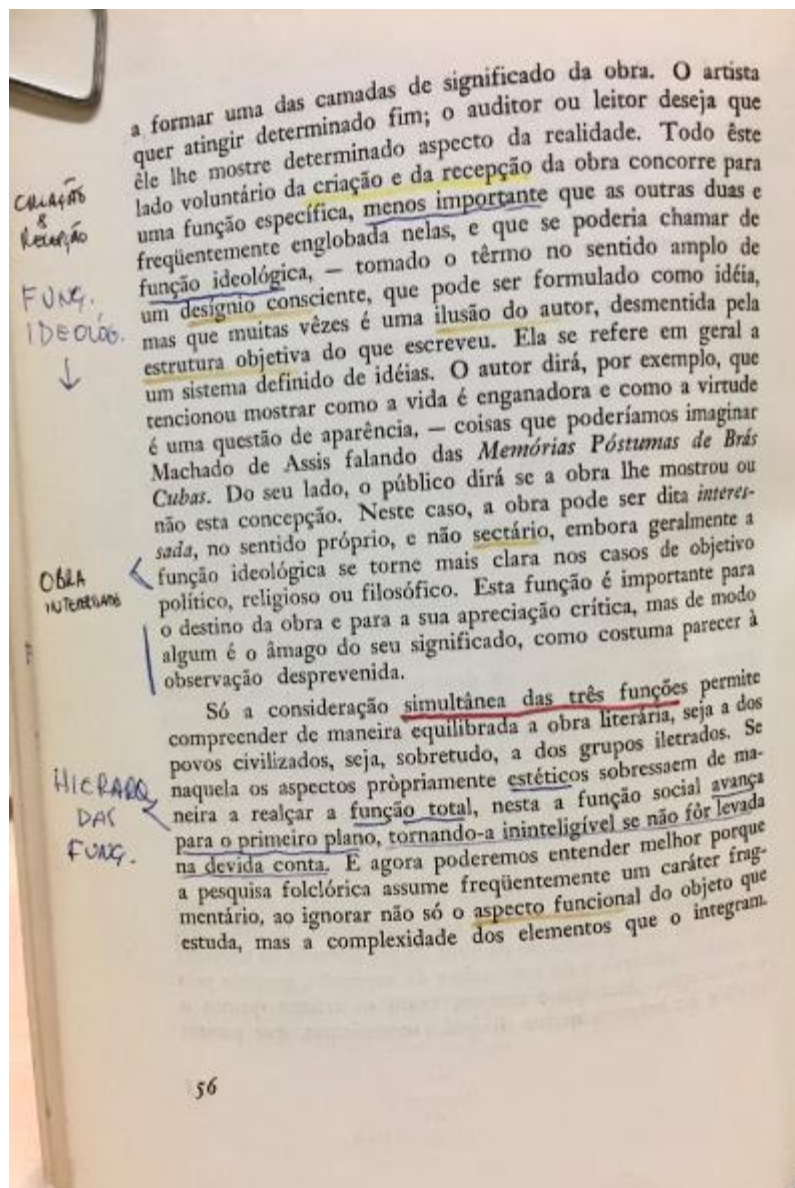 a formar uma das camadas de significado da obra. O artista
quer atingir determinado fim; o auditor ou leitor deseja que
êle lhe mostre determinado aspecto da realidade. Todo êste
lado voluntário da criação e da recepção da obra concorre para
uma função específica, menos importante que as outras duas e
freqüentemente englobada nelas, e que se poderia chamar de
função ideológica, — tomado o têrmo no sentido amplo de
um desígnio consciente, que pode ser formulado como idéia,
mas que muitas vêzes é uma ilusão do autor, desmentida pela
estrutura objetiva do que escreveu. Ela se refere em geral a
um sistema definido de idéias. O autor dirá, por exemplo, que
tencionou mostrar como a vida é enganadora e como a virtude
é uma questão de aparência, — coisas que poderíamos imaginar
Machado de Assis falando das Memórias Póstumas de Brás
Cubas. Do seu lado, o público dirá se a obra lhe mostrou ou
não esta concepção. Neste caso, a obra pode ser dita interes-
sada, no sentido próprio, e não sectário, embora geralmente a
função ideológica se torne mais clara nos casos de objetivo
político, religioso ou filosófico. Esta função é importante para
o destino da obra e para a sua apreciação crítica, mas de modo
algum é o âmago do seu significado, como costuma parecer à
observação desprevenida.
Só a consideração simultânea das três funções permite
compreender de maneira equilibrada a obra literária, seja a dos
povos civilizados, seja, sobretudo, a dos grupos iletrados. Se
naquela os aspectos pròpriamente estéticos sobressaem de ma-
neira a realçar a função total, nesta a função social avança
para o primeiro plano, tornando-a ininteligível se não fôr levada
na devida conta. E agora poderemos entender melhor porque
a pesquisa folclórica assume freqüentemente um caráter frag-
mentário, ao ignorar não só o aspecto funcional do objeto que
estuda, mas a complexidade dos elementos que o integram.
56
CRIAÇÃO
&
Recepção
FUNÇ.
IDEOLÓG.
OBRA
INTERESSADA
HIERARQ
DAS
FUNÇ.